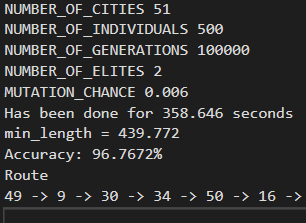 NUMBER_OF_CITIES 51
NUMBER_OF_INDIVIDUALS 500
NUMBER_OF_GENERATIONS 100000
NUMBER_OF_ELITES 2
MUTATION_CHANCE 0.006
Has been done for 358.646 seconds
min_length = 439.772
Accuracy: 96.7672%
Route
49 -> 9 -> 30 -> 34 -> 50 -> 16 ->